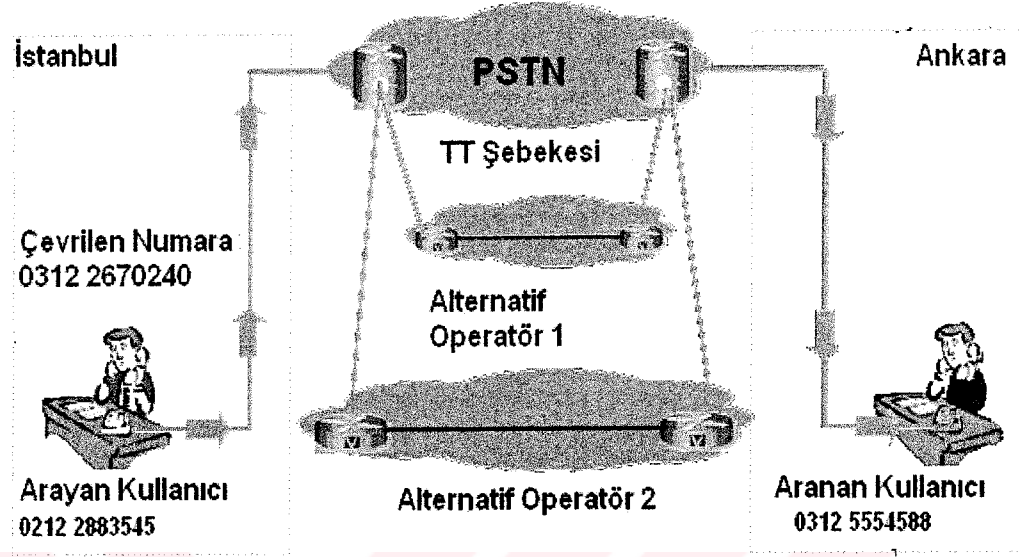 İstanbul
Ankara
PSTN
TT Şebekesi
Çevrilen Numara
0312 2670240
Alternatif
Operatör 1
Arayan Kullanıcı
0212 2883545
Alternatif Operatör 2
V
V
Aranan Kullanıcı
0312 5554588